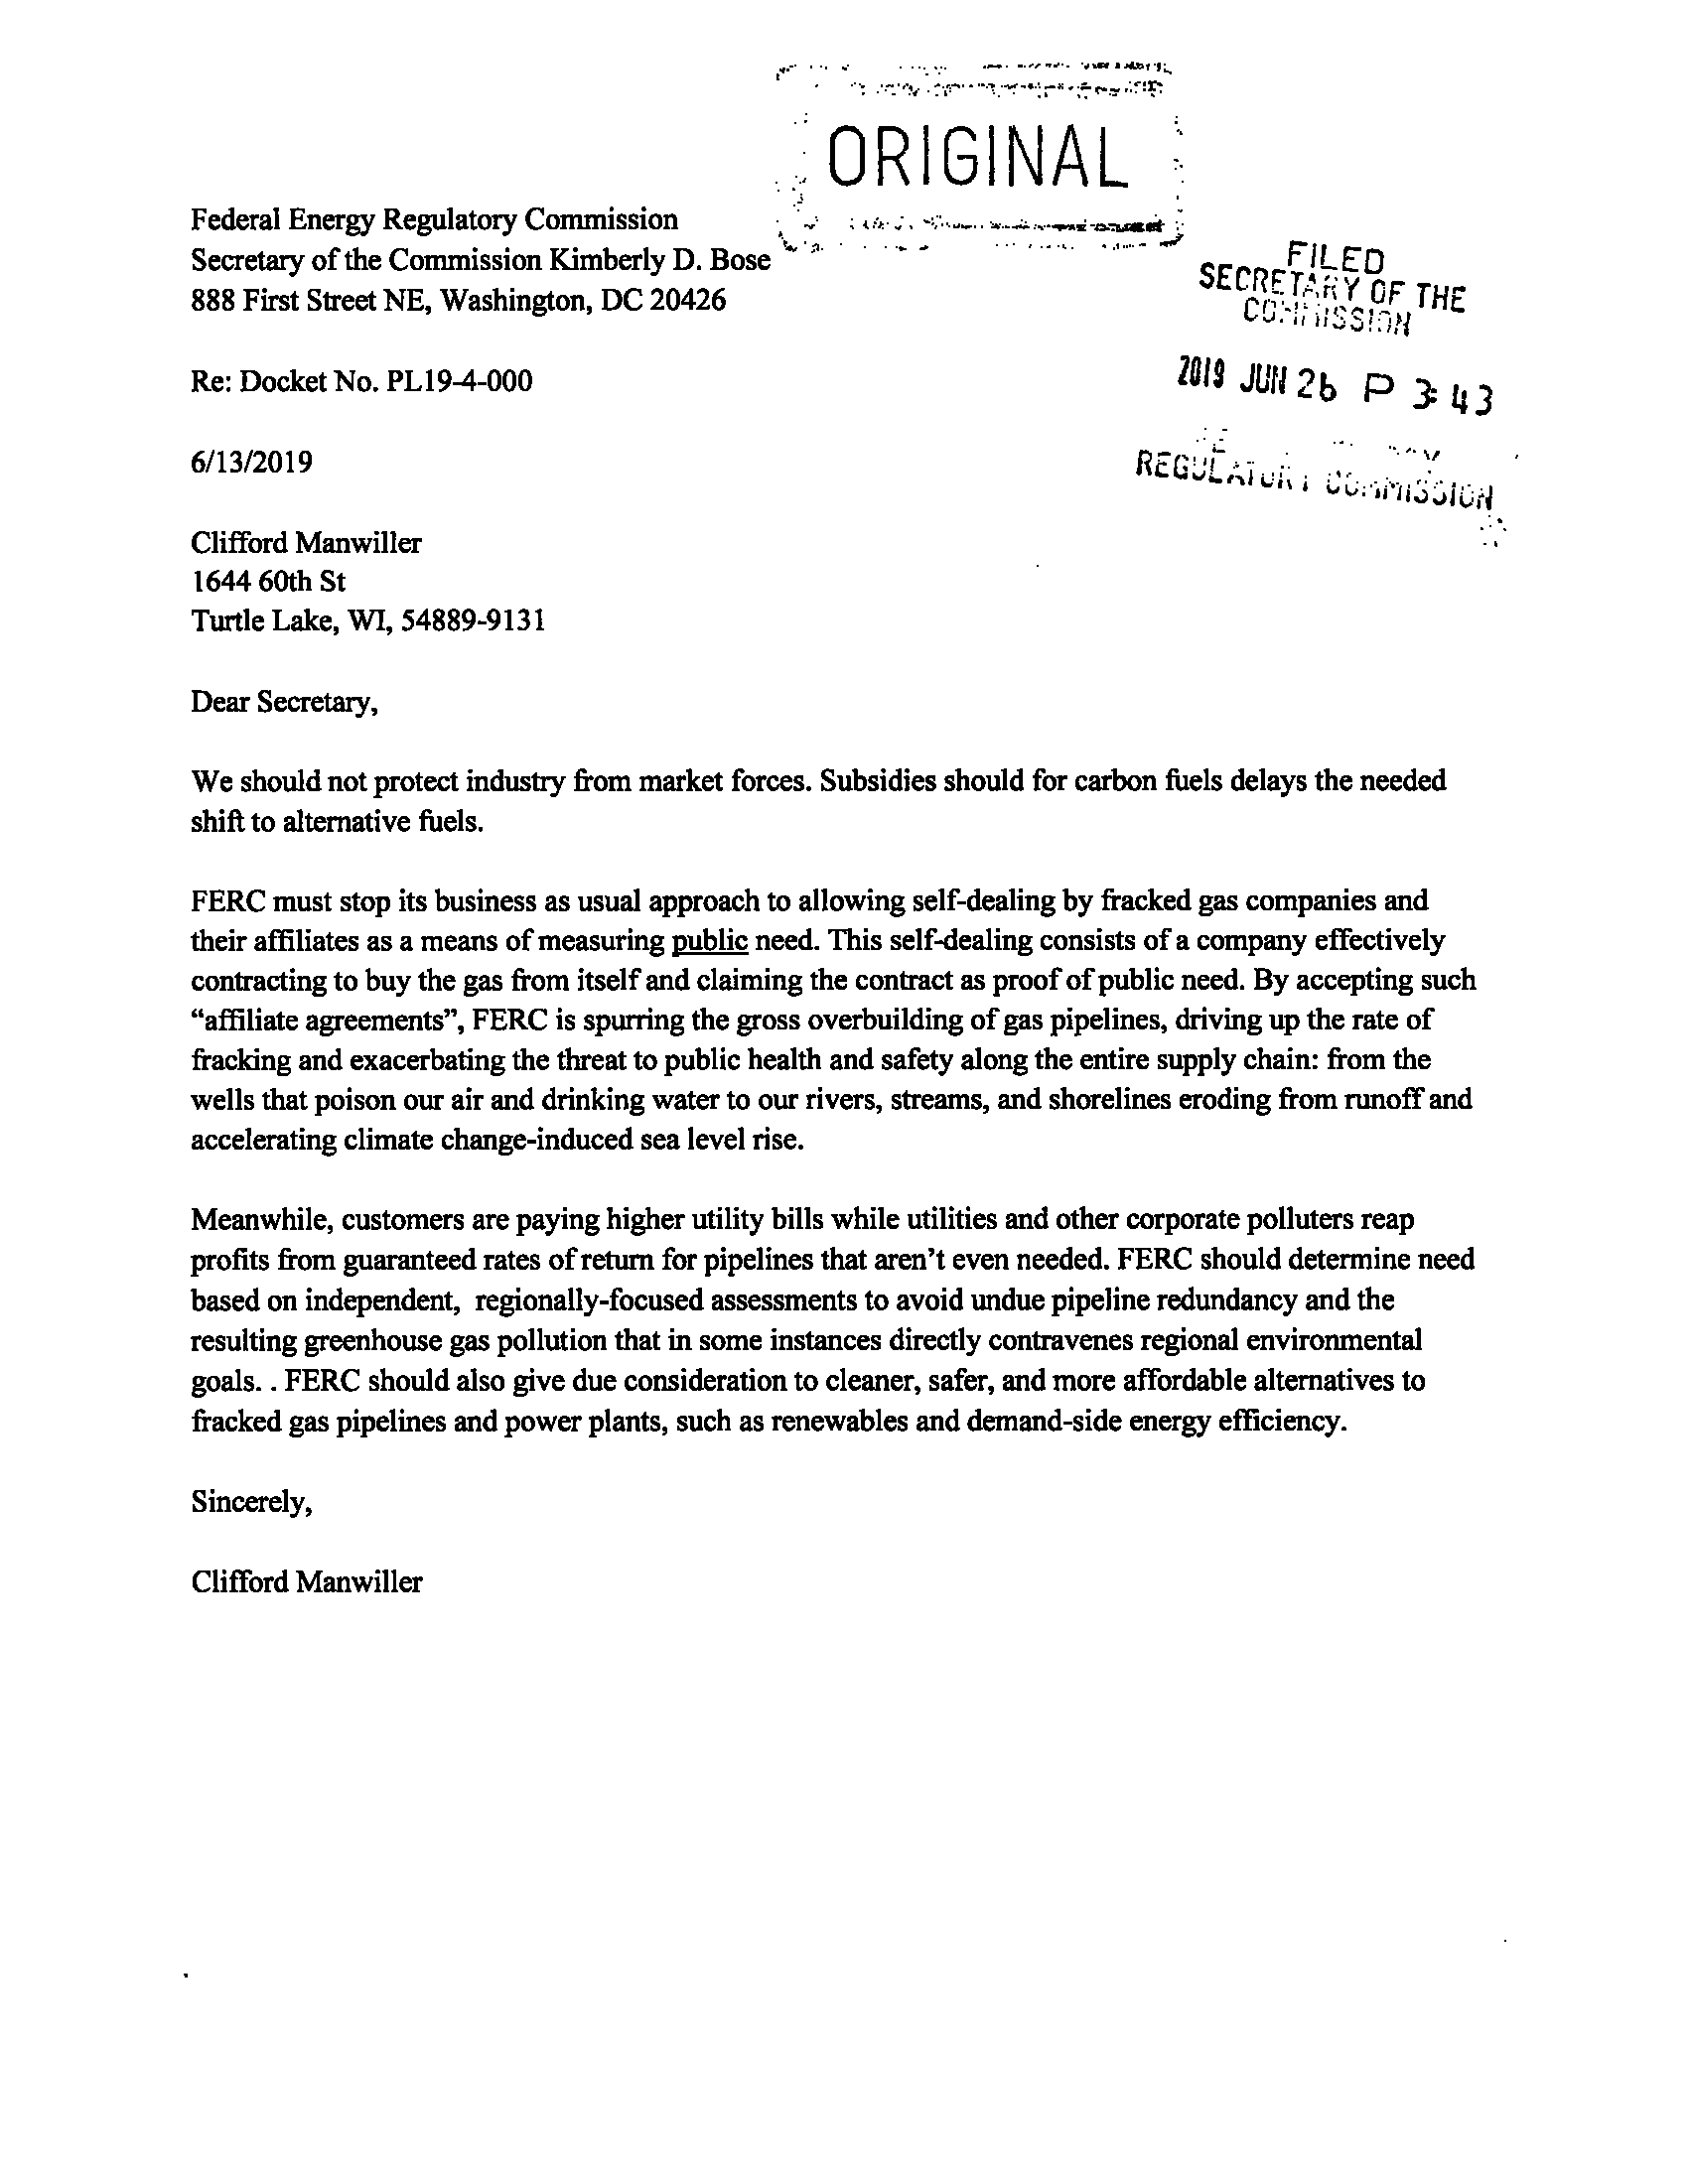 ORIGINAL
Federal Energy Regulatory Commission
Secretary of the Commission Kimberly D. Bose
888 First Street NE, Washington, DC 20426
FILED
SECRETARY OF THE
COMMISSION
Re: Docket No. PL19-4-000
2019 JUN 26 P 3:43
6/13/2019
REGULATORY COMMISSION
Clifford Manwiller
1644 60th St
Turtle Lake, WI, 54889-9131
Dear Secretary,
We should not protect industry from market forces. Subsidies should for carbon fuels delays the needed
shift to alternative fuels.
FERC must stop its business as usual approach to allowing self-dealing by fracked gas companies and
their affiliates as a means of measuring public need. This self-dealing consists of a company effectively
contracting to buy the gas from itself and claiming the contract as proof of public need. By accepting such
“affiliate agreements”, FERC is spurring the gross overbuilding of gas pipelines, driving up the rate of
fracking and exacerbating the threat to public health and safety along the entire supply chain: from the
wells that poison our air and drinking water to our rivers, streams, and shorelines eroding from runoff and
accelerating climate change-induced sea level rise.
Meanwhile, customers are paying higher utility bills while utilities and other corporate polluters reap
profits from guaranteed rates of return for pipelines that aren’t even needed. FERC should determine need
based on independent,  regionally-focused assessments to avoid undue pipeline redundancy and the
resulting greenhouse gas pollution that in some instances directly contravenes regional environmental
goals. . FERC should also give due consideration to cleaner, safer, and more affordable alternatives to
fracked gas pipelines and power plants, such as renewables and demand-side energy efficiency.
Sincerely,
Clifford Manwiller